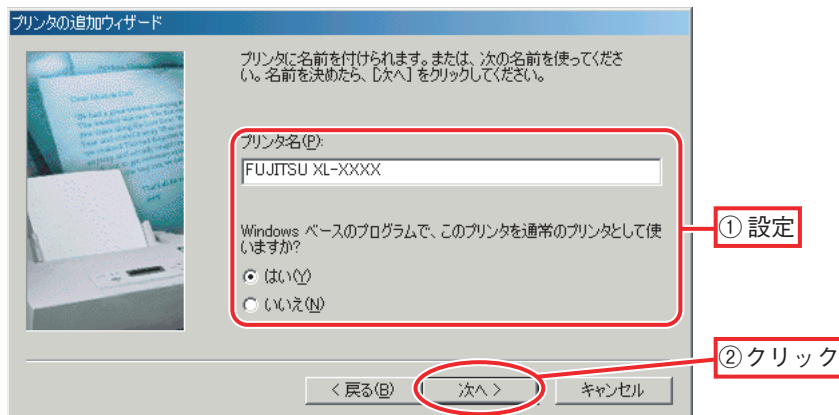 プリンタの追加ウィザード
プリンタに名前を付けられます。または、次の名前を使ってくださ
い。名前を決めたら、[次へ] をクリックしてください。
プリンタ名(P):
FUJITSU XL-XXXX
① 設定
Windows ベースのプログラムで、このプリンタを通常のプリンタとして使
いますか?
はい(Y)
いいえ(N)
②クリック
< 戻る(B)
次へ >
キャンセル